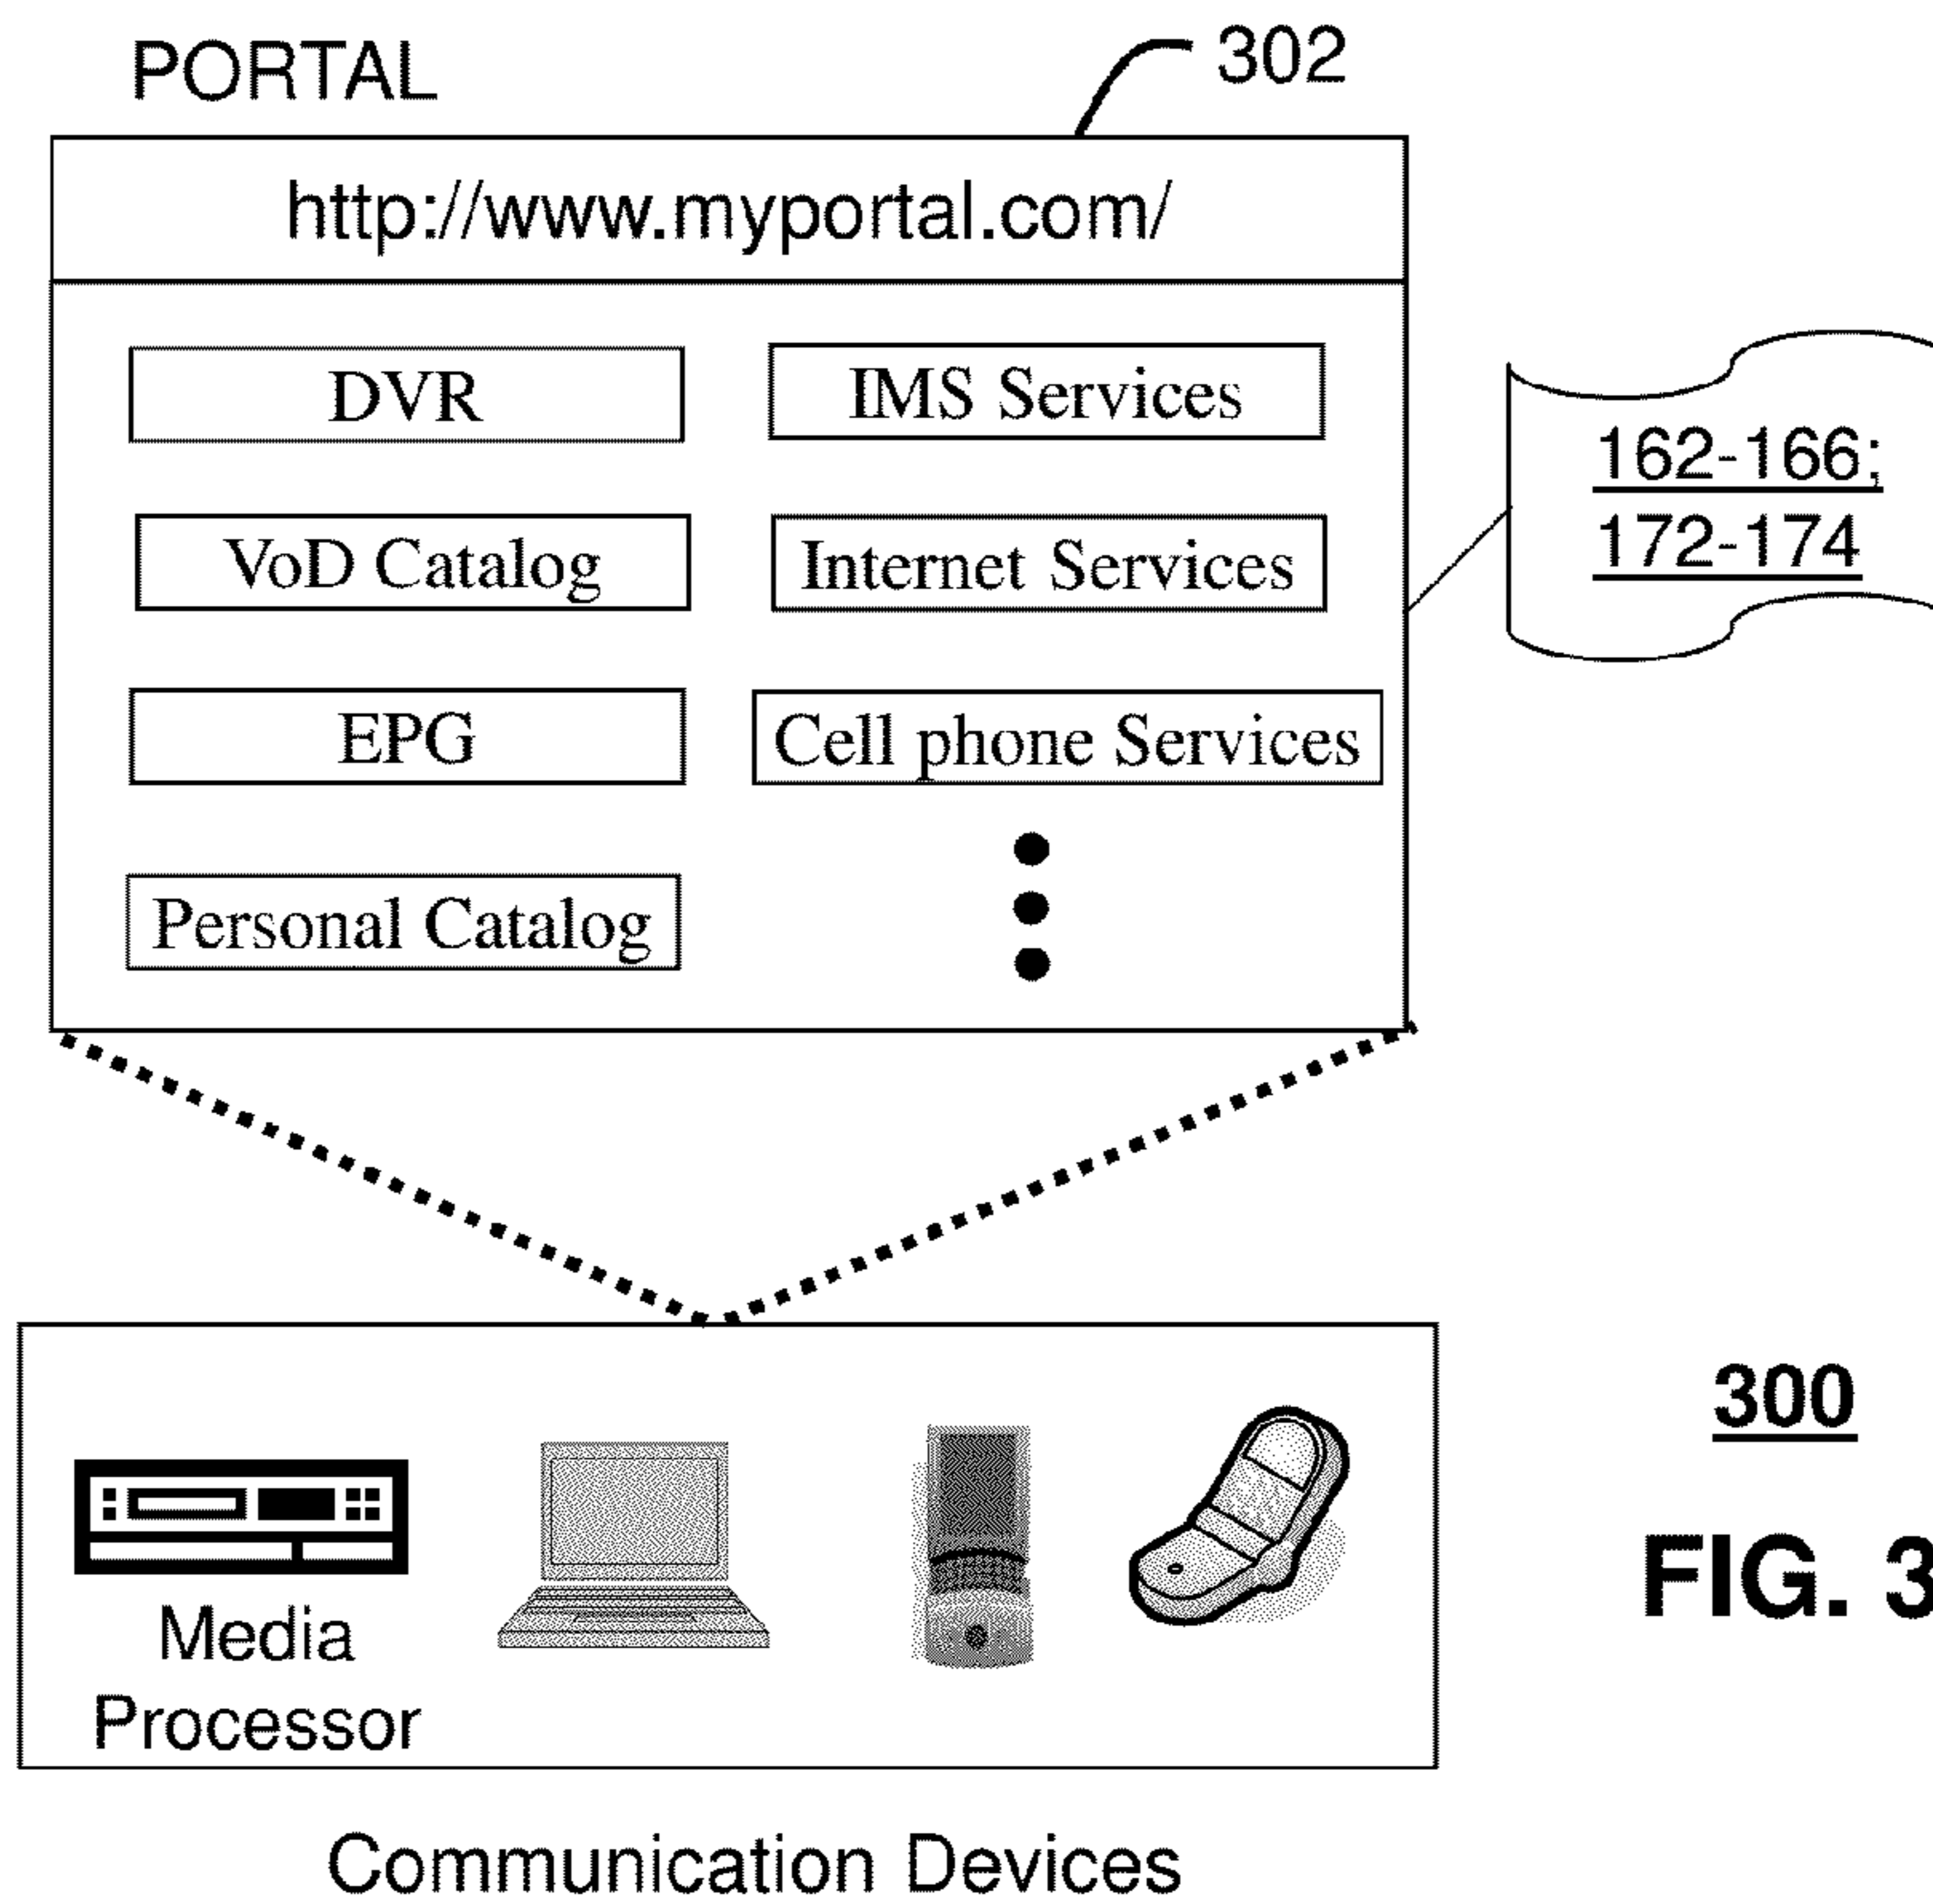 PORTAL
302
http://www.myportal.com/
DVR
IMS Services
162-166;
172-174
VoD Catalog
Internet Services
EPG
Cell phone Services
Personal Catalog
300
FIG. 3
Media
Processor
Communication Devices